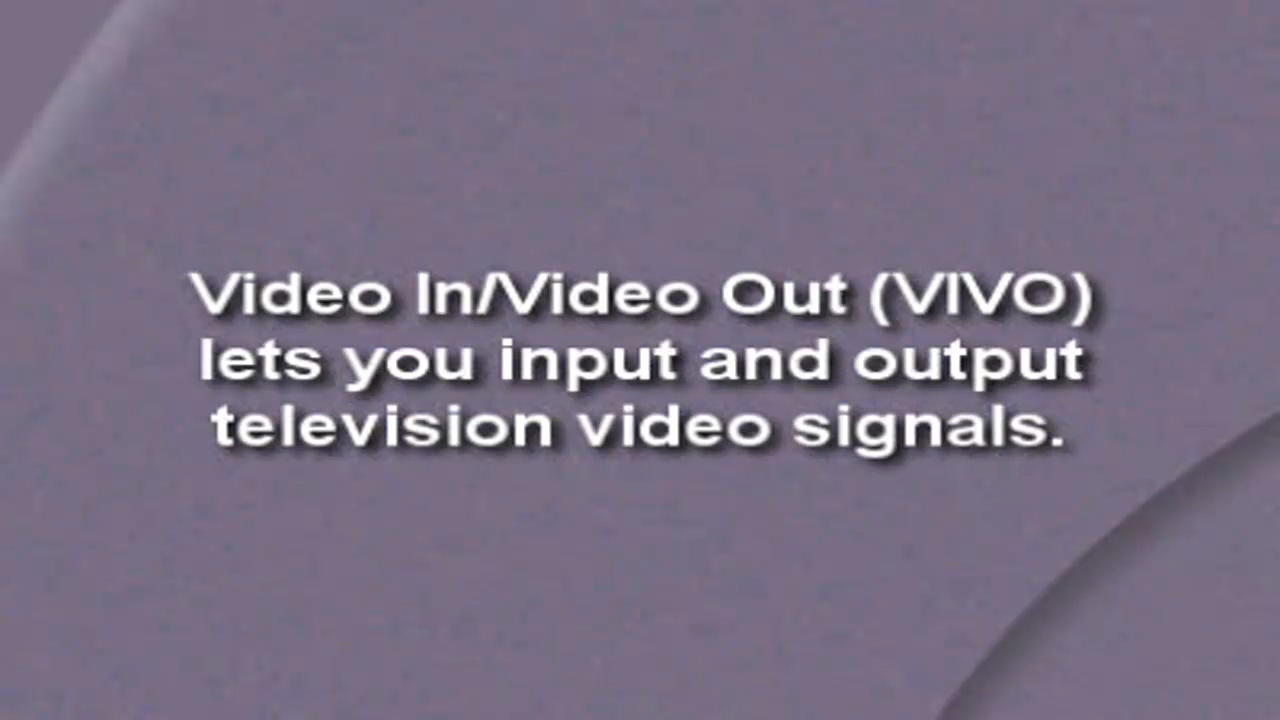 Video In/Video Out (VIVO)
lets you input and output
television video signals.